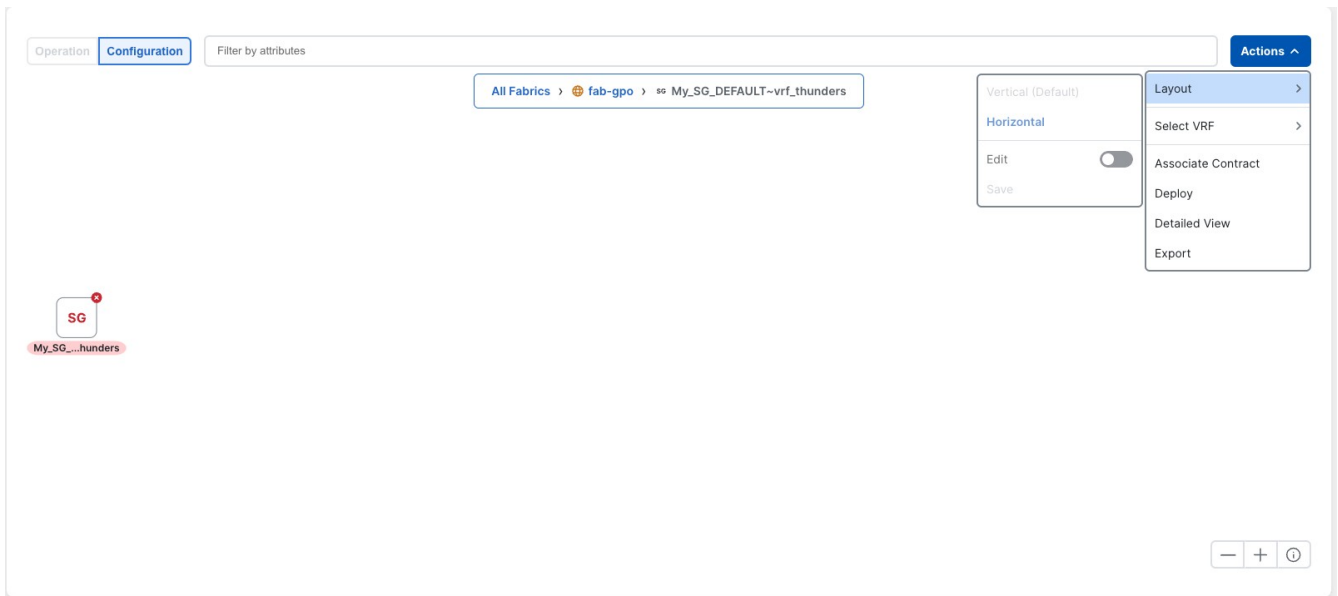 Operation Configuration Filter by attributes Actions
All Fabrics › fab-gpo › SG My_SG_DEFAULT~vrf_thunders
Vertical (Default)
Horizontal
Edit
Save
Layout
Select VRF
Associate Contract
Deploy
Detailed View
Export
SG
My_SG_...hunders